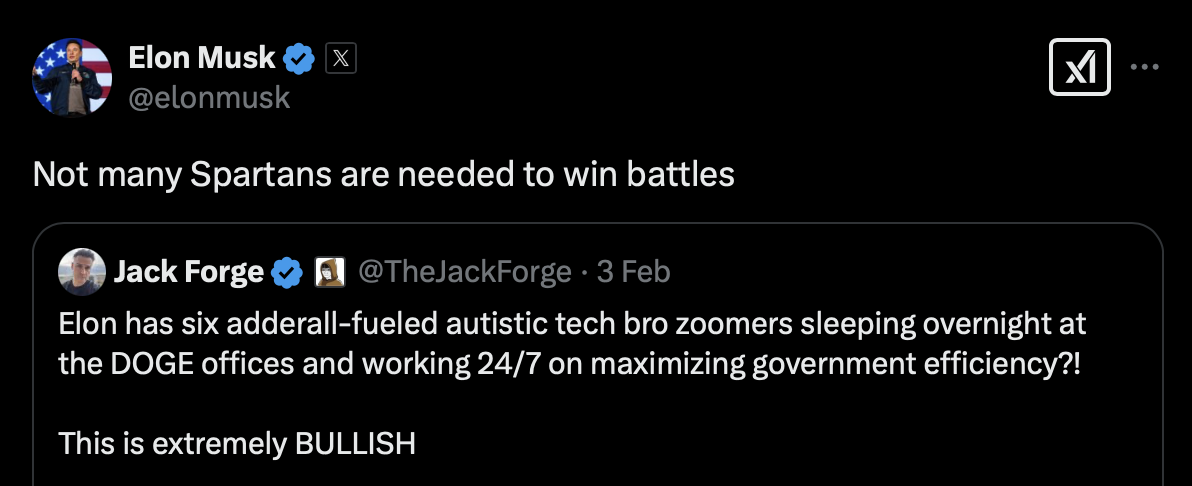 Elon Musk X
@elonmusk
xI
Not many Spartans are needed to win battles
Jack Forge @TheJackForge · 3 Feb
Elon has six adderall-fueled autistic tech bro zoomers sleeping overnight at
the DOGE offices and working 24/7 on maximizing government efficiency?!
This is extremely BULLISH